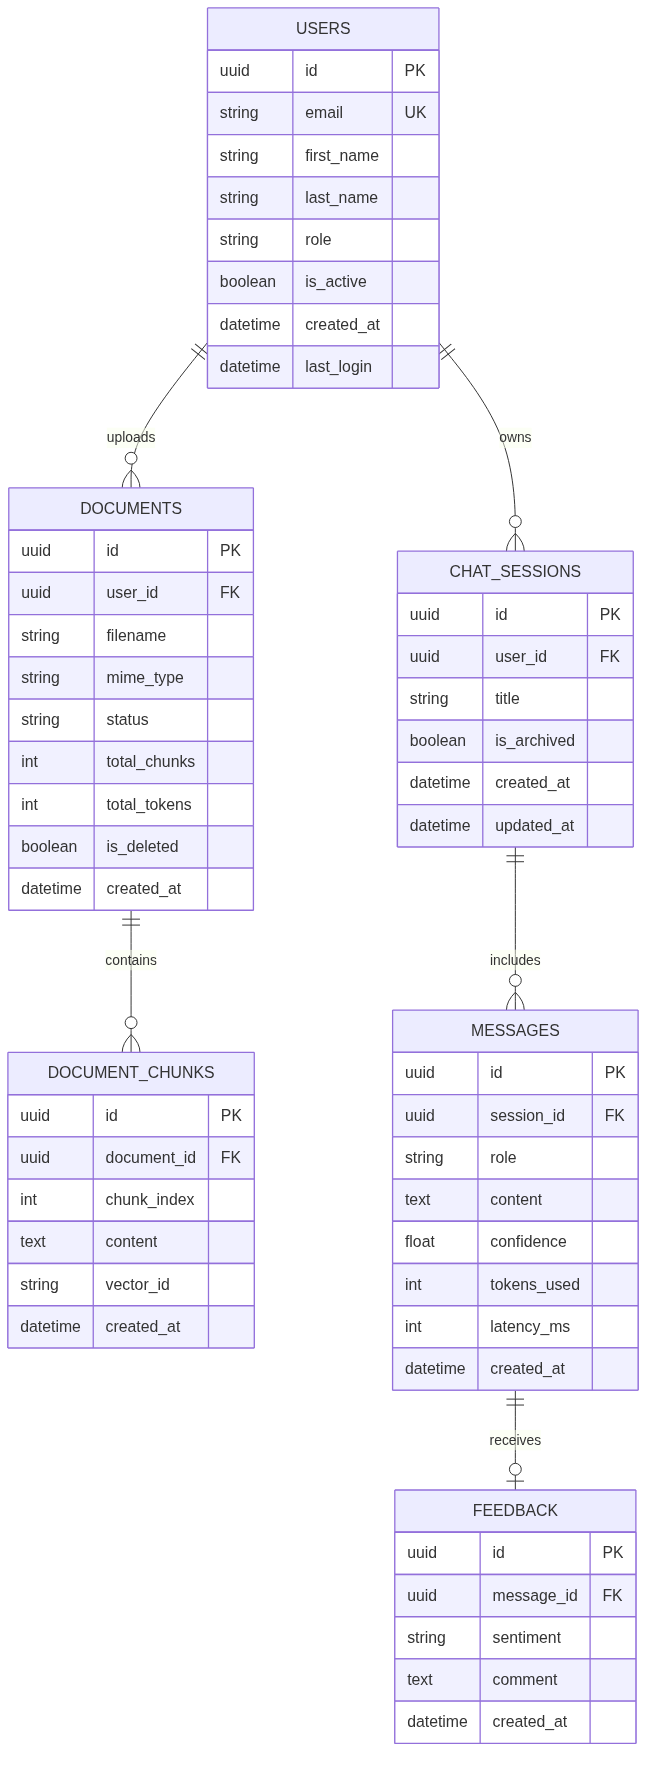 USERS
uuid id PK
string email UK
string first_name
string last_name
string role
boolean is_active
datetime created_at
datetime last_login
uploads
owns
DOCUMENTS
uuid id PK
uuid user_id FK
string filename
string mime_type
string status
int total_chunks
int total_tokens
boolean is_deleted
datetime created_at
CHAT_SESSIONS
uuid id PK
uuid user_id FK
string title
boolean is_archived
datetime created_at
datetime updated_at
contains
includes
DOCUMENT_CHUNKS
uuid id PK
uuid document_id FK
int chunk_index
text content
string vector_id
datetime created_at
MESSAGES
uuid id PK
uuid session_id FK
string role
text content
float confidence
int tokens_used
int latency_ms
datetime created_at
receives
FEEDBACK
uuid id PK
uuid message_id FK
string sentiment
text comment
datetime created_at